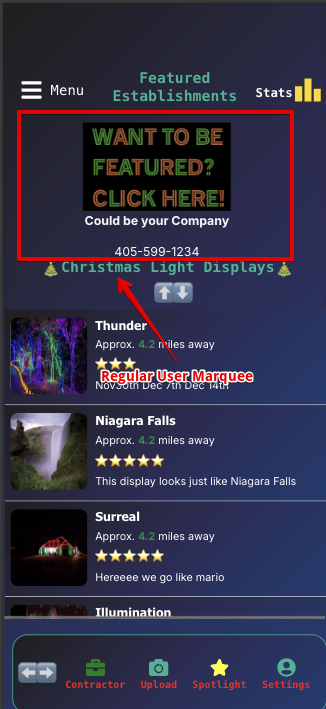 Featured
Menu
Establishments
Stats
WANT TO BE
FEATURED?
CLICK HERE!
Could be your Company
405-599-1234
Christmas Light Displays
Thunder
Approx. 4.2 miles away
Regular User Marquee
Nov30th Dec 7th Dec 14th
Niagara Falls
Approx. 4.2 miles away
This display looks just like Niagara Falls
Surreal
Approx. 4.2 miles away
Hereeee we go like mario
Illumination
Contractor
Upload
Spotlight
Settings